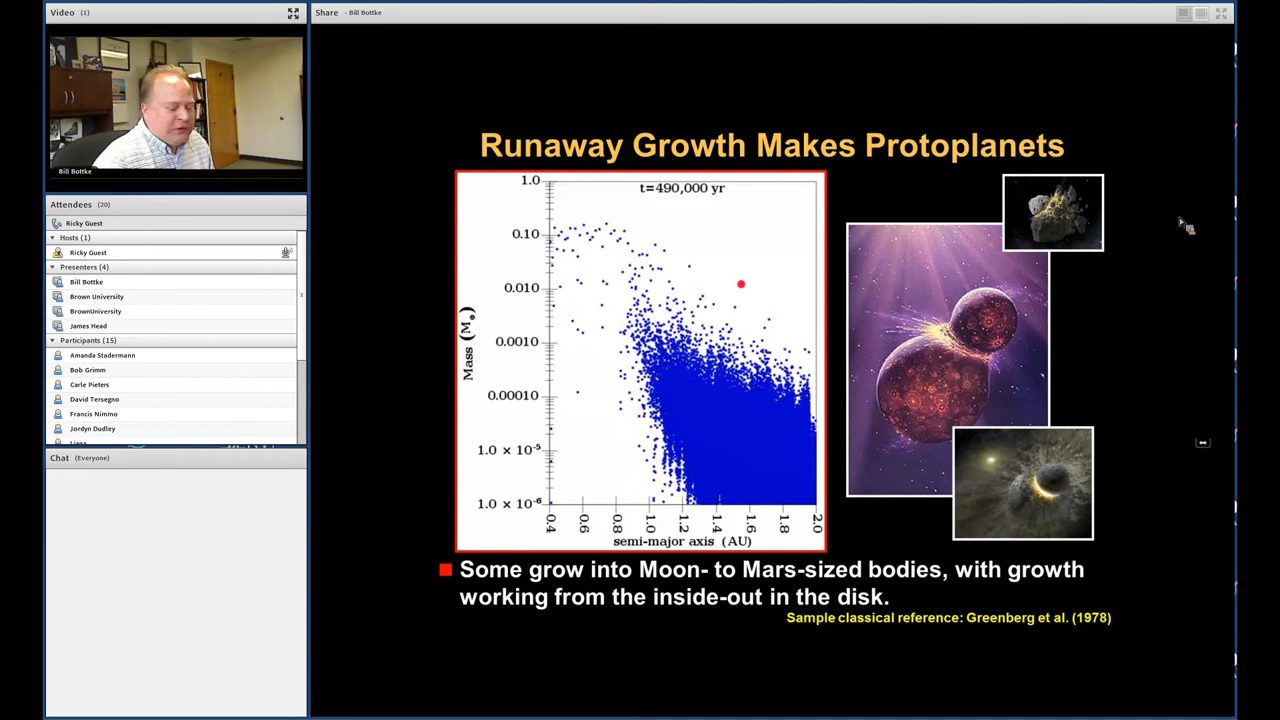 Video (1)
Bill Bottke
Attendees (20)
Ricky Guest
Hosts (1)
Ricky Guest
Presenters (4)
Bill Bottke
Brown University
BrownUniversity
James Head
Participants (15)
Amanda Stadermann
Bob Grimm
Carle Pieters
David Tersegno
Francis Nimmo
Jordyn Dudley
Chat (Everyone)
Share - Bill Bottke
Runaway Growth Makes Protoplanets
t=490,000 yr
1.0
0.10
0.010
0.0010
0.00010
1.0 × 10⁻⁵
1.0 × 10⁻⁶
Mass
0.4 0.6 0.8 1.0 1.2 1.4 1.6 1.8 2.0
semi-major axis (AU)
Some grow into Moon- to Mars-sized bodies, with growth
working from the inside-out in the disk.
Sample classical reference: Greenberg et al. (1978)